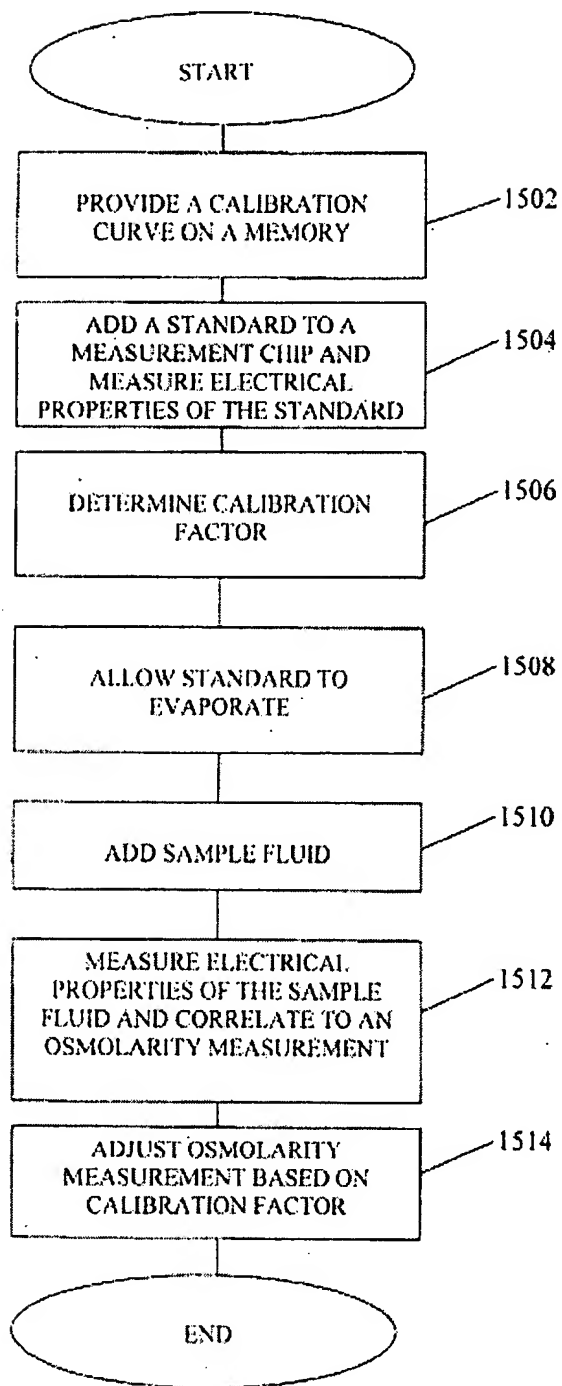 START
PROVIDE A CALIBRATION
CURVE ON A MEMORY
1502
ADD A STANDARD TO A
MEASUREMENT CHIP AND
MEASURE ELECTRICAL
PROPERTIES OF THE STANDARD
1504
DETERMINE CALIBRATION
FACTOR
1506
ALLOW STANDARD TO
EVAPORATE
1508
ADD SAMPLE FLUID
1510
MEASURE ELECTRICAL
PROPERTIES OF THE SAMPLE
FLUID AND CORRELATE TO AN
OSMOLARITY MEASUREMENT
1512
ADJUST OSMOLARITY
MEASUREMENT BASED ON
CALIBRATION FACTOR
1514
END